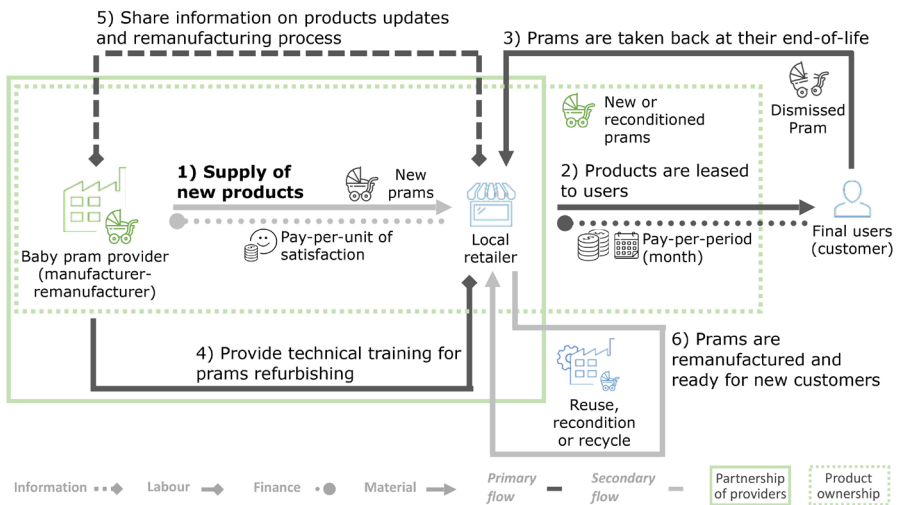 5) Share information on products updates
and remanufacturing process
3) Prams are taken back at their end-of-life
Dismissed
Pram
New or
reconditioned
prams
1) Supply of
new products
New
prams
2) Products are leased
to users
Pay-per-unit of
satisfaction
Local
retailer
Pay-per-period
(month)
Final users
(customer)
Baby pram provider
(manufacturer-
remanufacturer)
4) Provide technical training for
prams refurbishing
6) Prams are
remanufactured and
ready for new customers
Reuse,
recondition
or recycle
Information
Labour
Finance
Material
Primary
flow
Secondary
flow
Partnership
of providers
Product
ownership